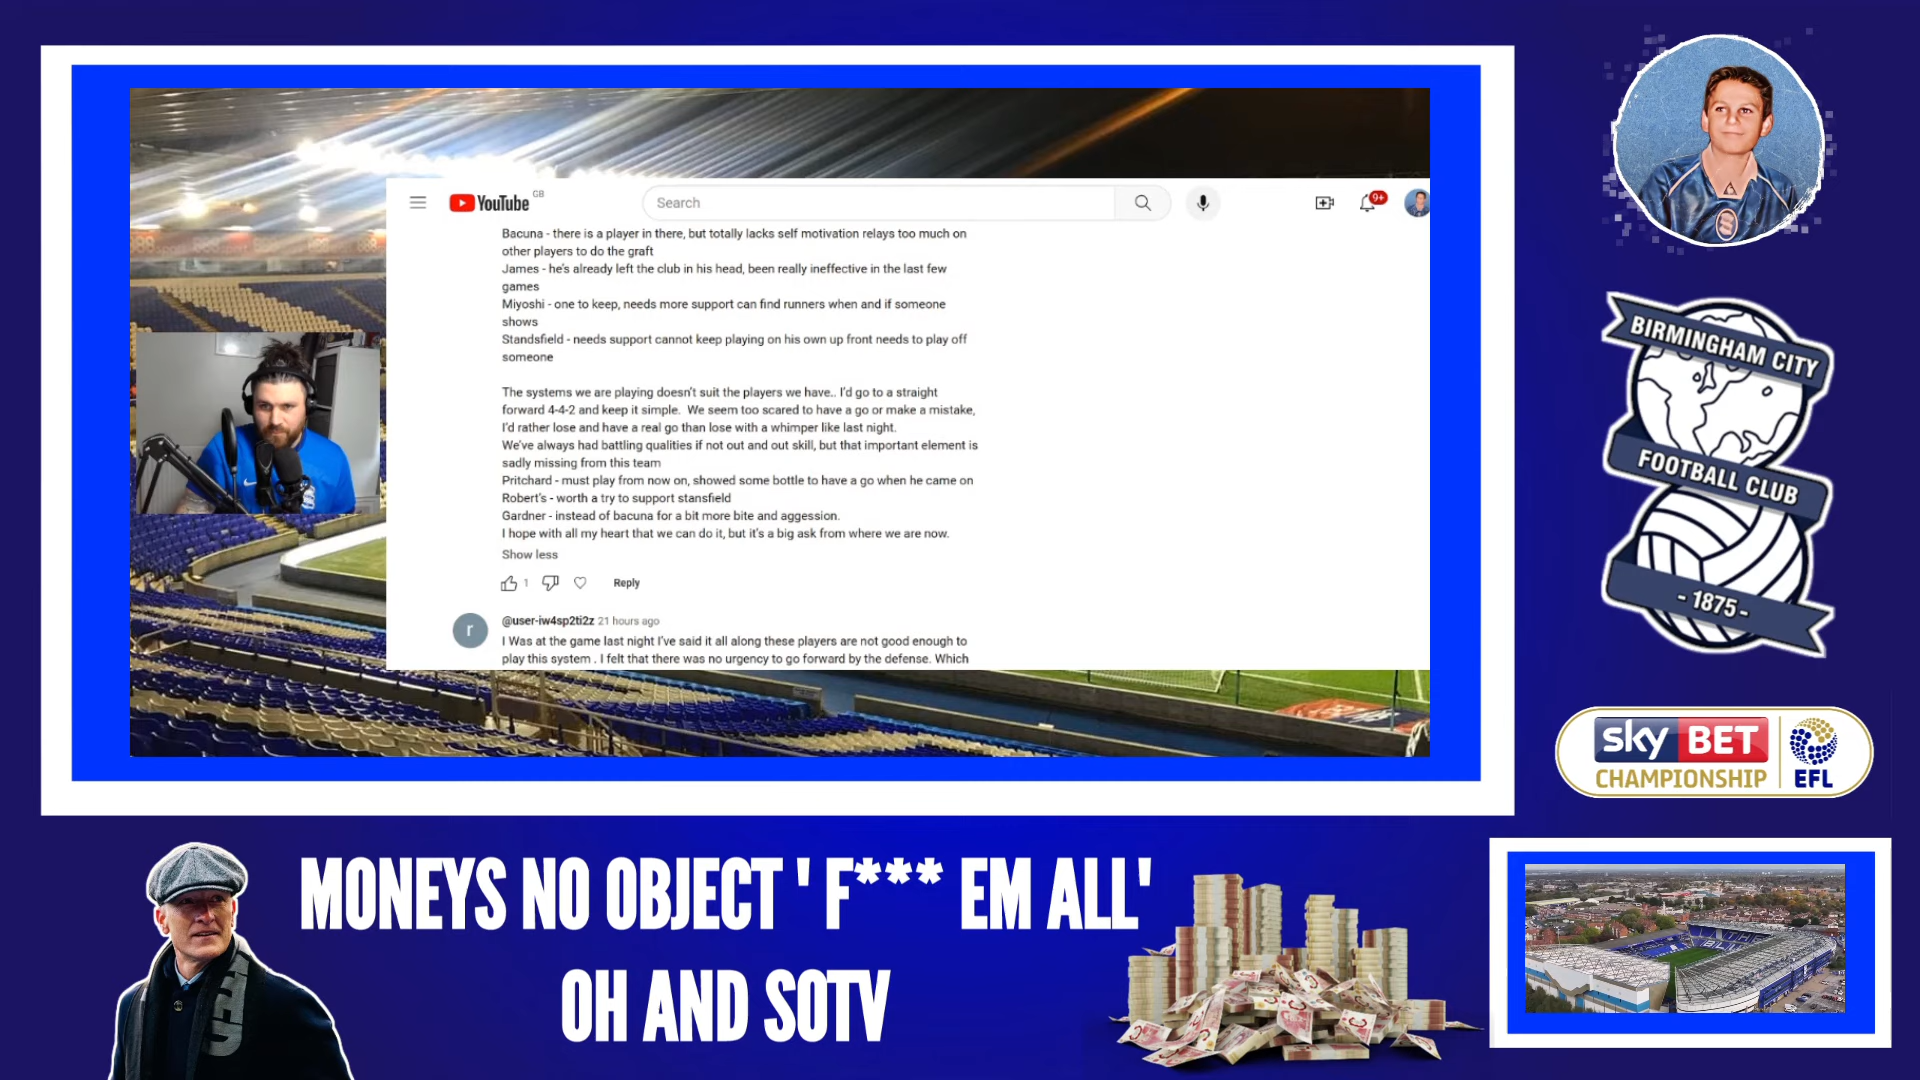 YouTube GB
Search
9+
Bacuna - there is a player in there, but totally lacks self motivation relays too much on
other players to do the graft
James - he's already left the club in his head, been really ineffective in the last few
games
Miyoshi - one to keep, needs more support can find runners when and if someone
shows
Standsfield - needs support cannot keep playing on his own up front needs to play off
someone
The systems we are playing doesn't suit the players we have.. I'd go to a straight
forward 4-4-2 and keep it simple. We seem too scared to have a go or make a mistake,
I'd rather lose and have a real go than lose with a whimper like last night.
We've always had battling qualities if not out and out skill, but that important element is
sadly missing from this team
Pritchard - must play from now on, showed some bottle to have a go when he came on
Robert's - worth a try to support stansfield
Gardner - instead of bacuna for a bit more bite and aggession.
I hope with all my heart that we can do it, but it's a big ask from where we are now.
Show less
1
Reply
r
@user-iw4sp2ti2z 21 hours ago
I Was at the game last night I've said it all along these players are not good enough to
play this system . I felt that there was no urgency to go forward by the defense. Which
BIRMINGHAM CITY
FOOTBALL CLUB
- 1875 -
sky BET
CHAMPIONSHIP
EFL
MONEYS NO OBJECT ' F*** EM ALL'
OH AND SOTV